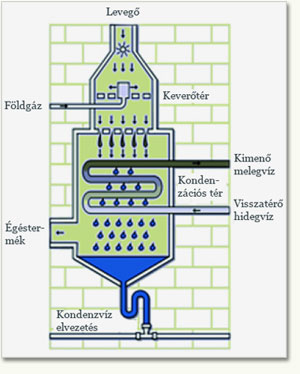 Levegő
Keverőtér
Földgáz
Kimenő
melegvíz
Konden-
zációs tér
Visszatérő
hidegvíz
Égéster-
mék
Kondenzvíz
elvezetés